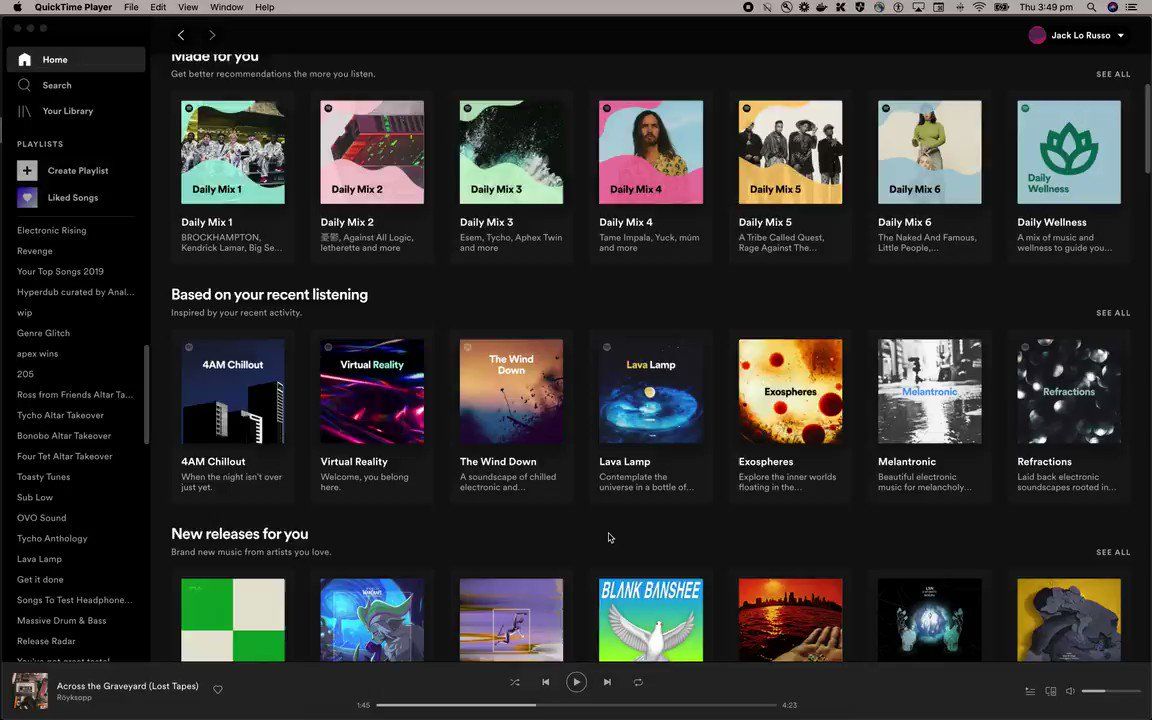 QuickTime Player File Edit View Window Help
Thu 3:49 pm
Jack Lo Russo
Home
Search
Your Library
PLAYLISTS
Create Playlist
Liked Songs
Electronic Rising
Revenge
Your Top Songs 2019
Hyperdub curated by Anal...
wip
Genre Glitch
apex wins
205
Ross from Friends Altar Ta...
Tycho Altar Takeover
Bonobo Altar Takeover
Four Tet Altar Takeover
Toasty Tunes
Sub Low
OVO Sound
Tycho Anthology
Lava Lamp
Get it done
Songs To Test Headphone...
Massive Drum & Bass
Release Radar
You've got great taste!
Made for you
Get better recommendations the more you listen.
SEE ALL
Daily Mix 1
Daily Mix 2
Daily Mix 3
Daily Mix 4
Daily Mix 5
Daily Mix 6
Daily
Wellness
Daily Mix 1
BROCKHAMPTON,
Kendrick Lamar, Big Se...
Daily Mix 2
憂鬱, Against All Logic,
letherette and more
Daily Mix 3
Esem, Tycho, Aphex Twin
and more
Daily Mix 4
Tame Impala, Yuck, múm
and more
Daily Mix 5
A Tribe Called Quest,
Rage Against The...
Daily Mix 6
The Naked And Famous,
Little People,...
Daily Wellness
A mix of music and
wellness to guide you...
Based on your recent listening
Inspired by your recent activity.
SEE ALL
4AM Chillout
Virtual Reality
The Wind
Down
Lava Lamp
Exospheres
Melantronic
Refractions
4AM Chillout
When the night isn't over
just yet.
Virtual Reality
Welcome, you belong
here.
The Wind Down
A soundscape of chilled
electronic and...
Lava Lamp
Contemplate the
universe in a bottle of...
Exospheres
Explore the inner worlds
floating in the...
Melantronic
Beautiful electronic
music for melancholy...
Refractions
Laid back electronic
soundscapes rooted in...
New releases for you
Brand new music from artists you love.
SEE ALL
BLANK BANSHEE
Across the Graveyard (Lost Tapes)
Röyksopp
1:45
4:23